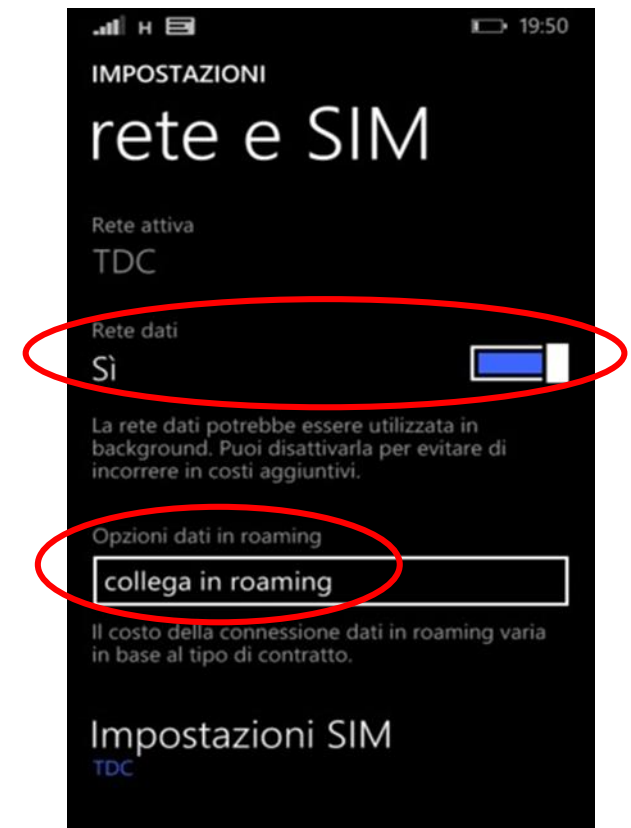 H 19:50
IMPOSTAZIONI
rete e SIM
Rete attiva
TDC
Rete dati
Sì
La rete dati potrebbe essere utilizzata in
background. Puoi disattivarla per evitare di
incorrere in costi aggiuntivi.
Opzioni dati in roaming
collega in roaming
Il costo della connessione dati in roaming varia
in base al tipo di contratto.
Impostazioni SIM
TDC